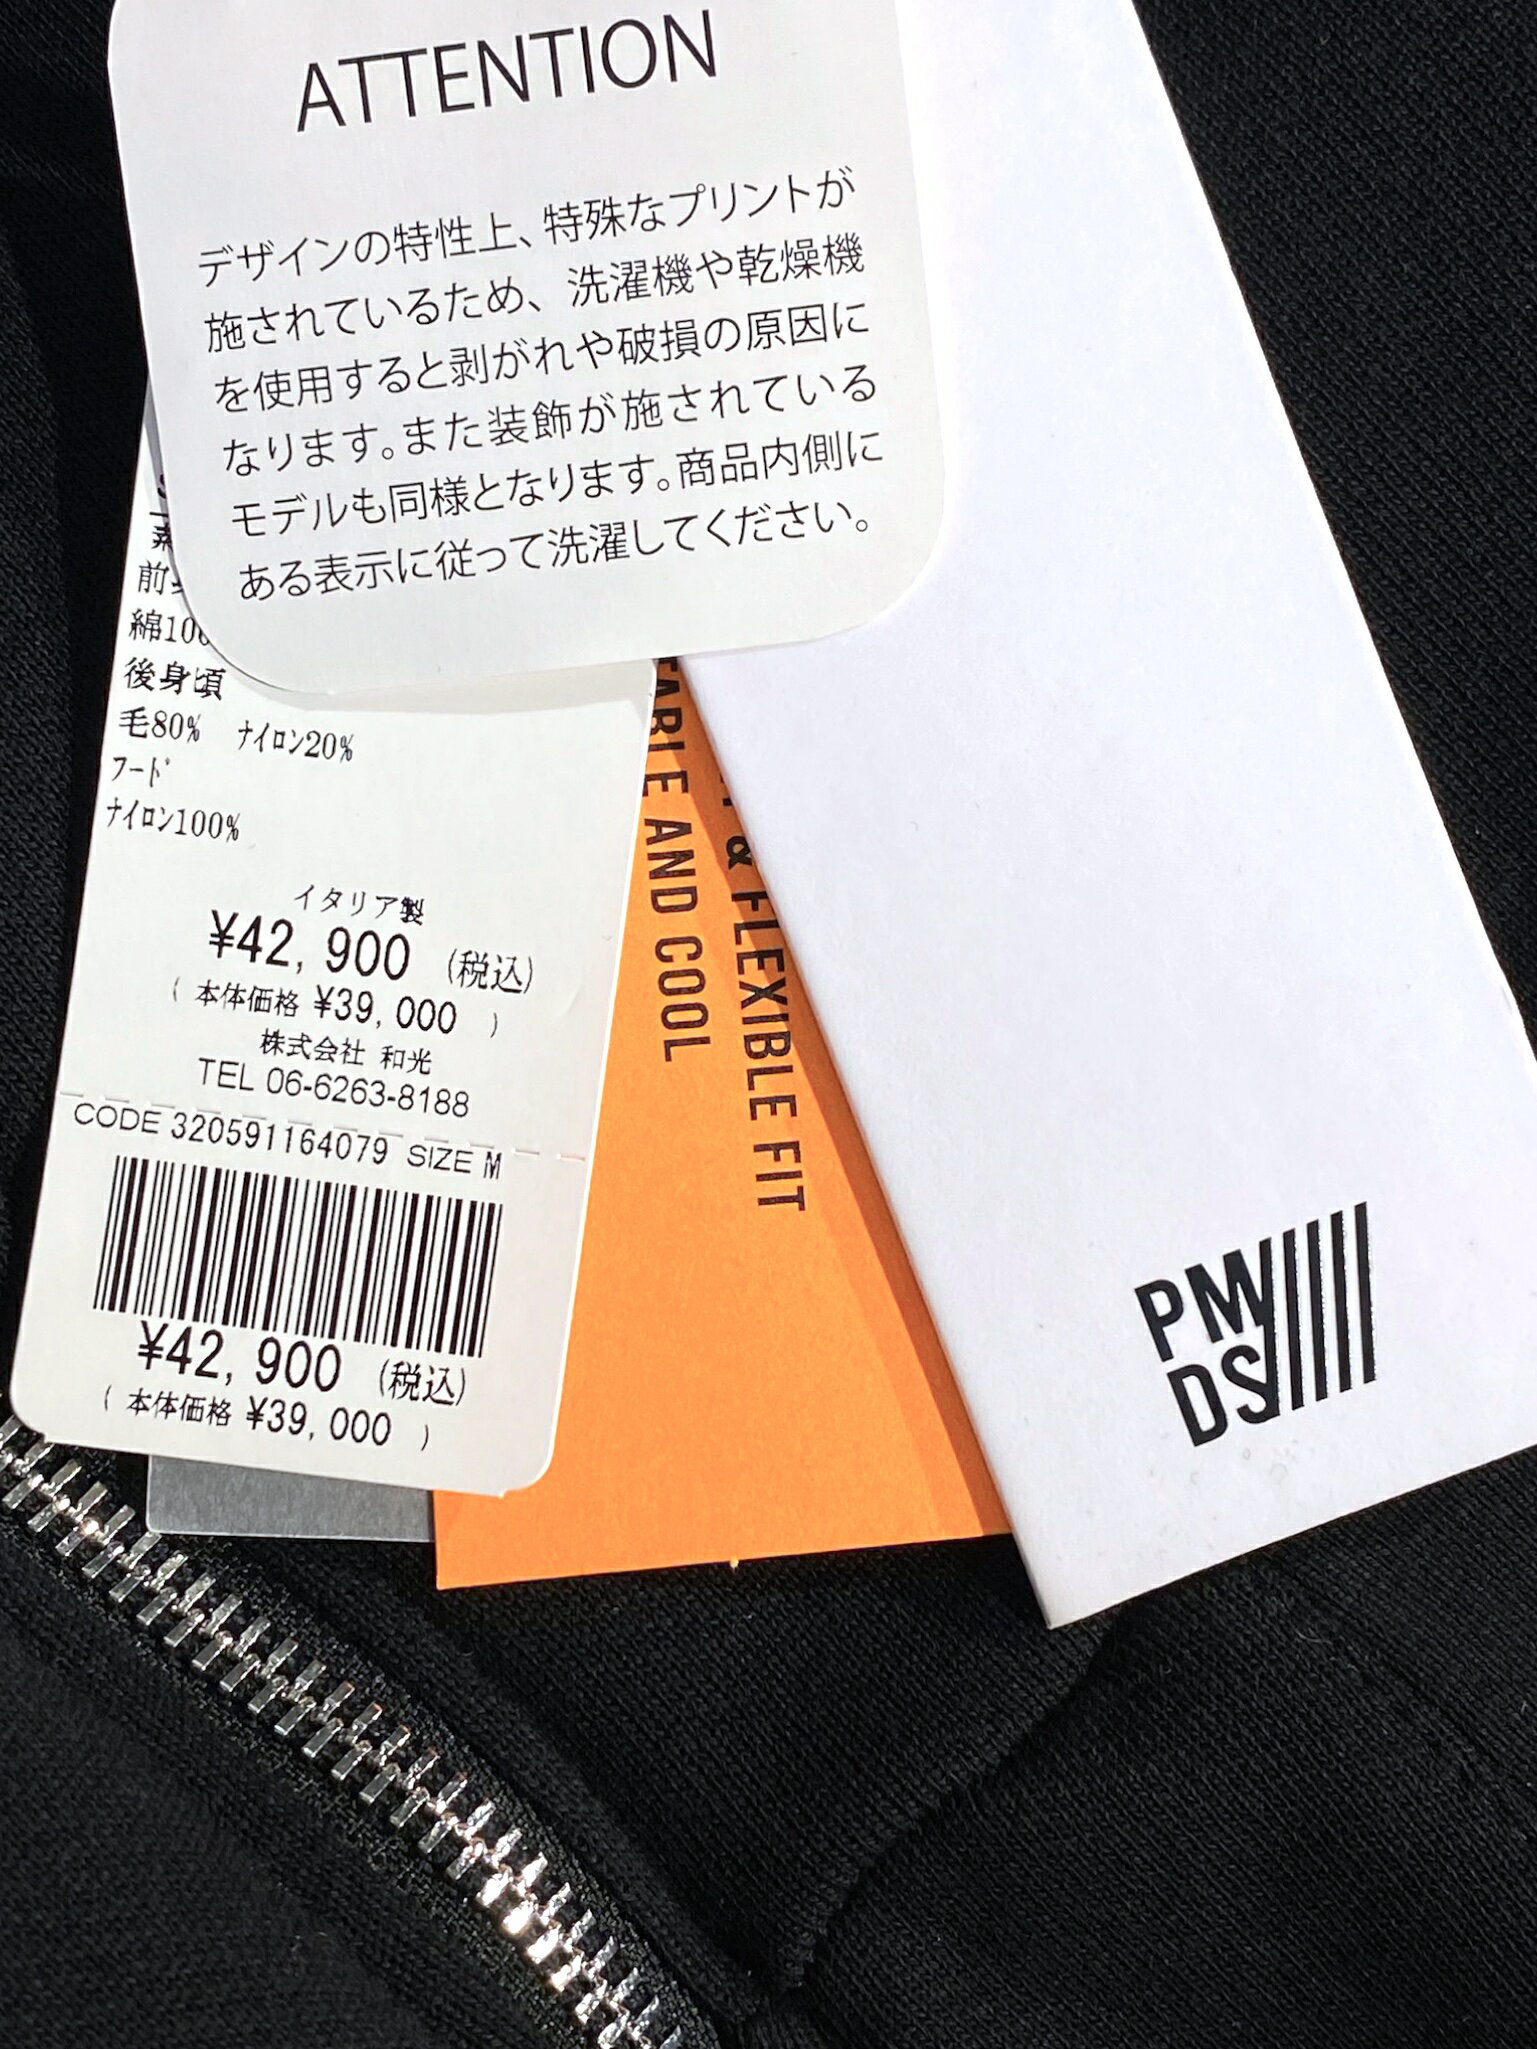 ATTENTION
デザインの特性上、特殊なプリントが
施されているため、洗濯機や乾燥機
を使用すると剥がれや破損の原因に
なります。また装飾が施されている
モデルも同様となります。商品内側に
ある表示に従って洗濯してください。
前
綿100
後身頃
毛80% ナイロン20%
フード
ナイロン100%
イタリア製
¥42,900 (税込)
( 本体価格 ¥39,000 )
株式会社 和光
TEL 06-6263-8188
CODE 320591164079 SIZE M
¥42,900 (税込)
( 本体価格 ¥39,000 )
& FLEXIBLE FIT
AND COOL
PM
DS